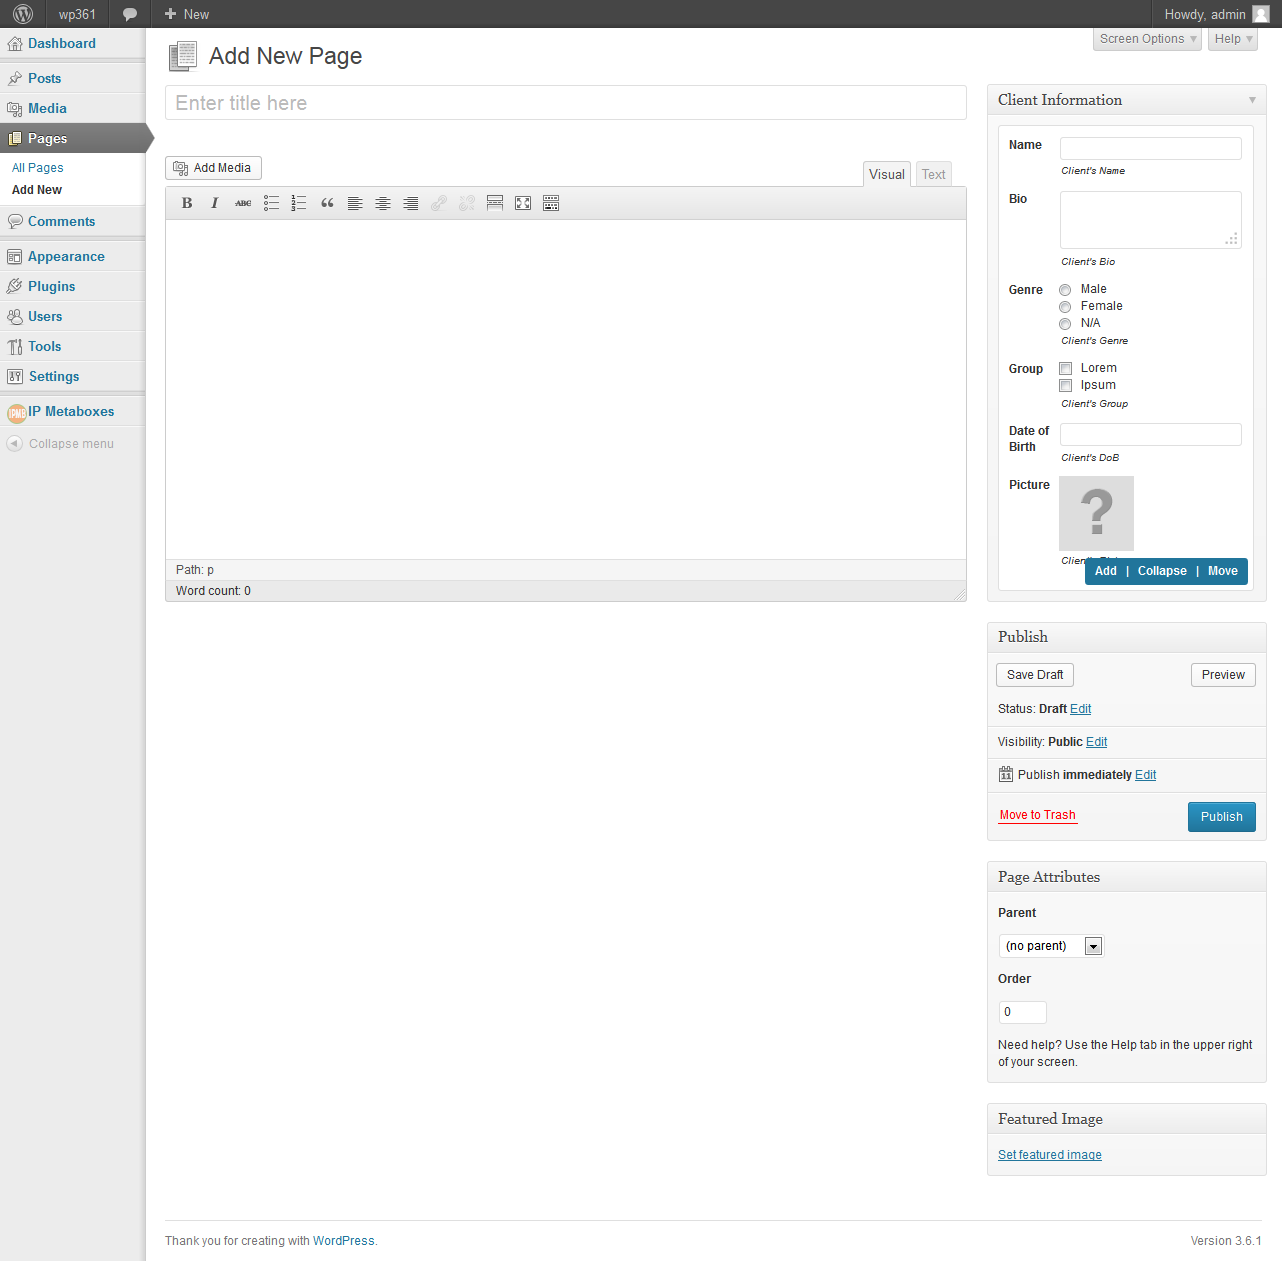 wp361
New
Howdy, admin
Dashboard
Posts
Media
Pages
All Pages
Add New
Comments
Appearance
Plugins
Users
Tools
Settings
IPMB
IP Metaboxes
Collapse menu
Screen Options
Help
Add New Page
Enter title here
Add Media
Visual
Text
B I ABC
Path: p
Word count: 0
Client Information
Name
Client's Name
Bio
Client's Bio
Genre
Male
Female
N/A
Client's Genre
Group
Lorem
Ipsum
Client's Group
Date of
Birth
Client's DoB
Picture
?
Add | Collapse | Move
Publish
Save Draft
Preview
Status: Draft Edit
Visibility: Public Edit
11 Publish immediately Edit
Move to Trash
Publish
Page Attributes
Parent
(no parent)
Order
0
Need help? Use the Help tab in the upper right
of your screen.
Featured Image
Set featured image
Thank you for creating with WordPress.
Version 3.6.1